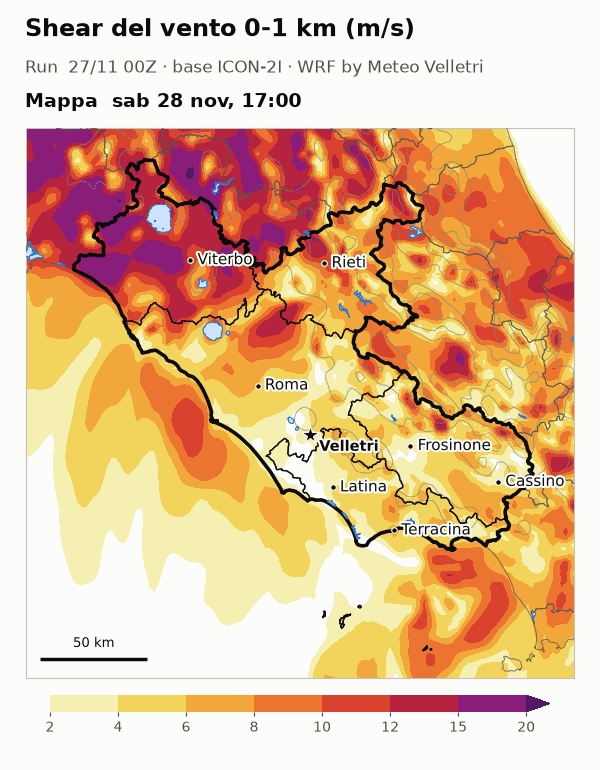 Shear del vento 0-1 km (m/s)
Run  27/11 00Z · base ICON-2I · WRF by Meteo Velletri
Mappa  sab 28 nov, 17:00
Viterbo
Rieti
Roma
Velletri
Frosinone
Cassino
Latina
Terracina
50 km
2 4 6 8 10 12 15 20